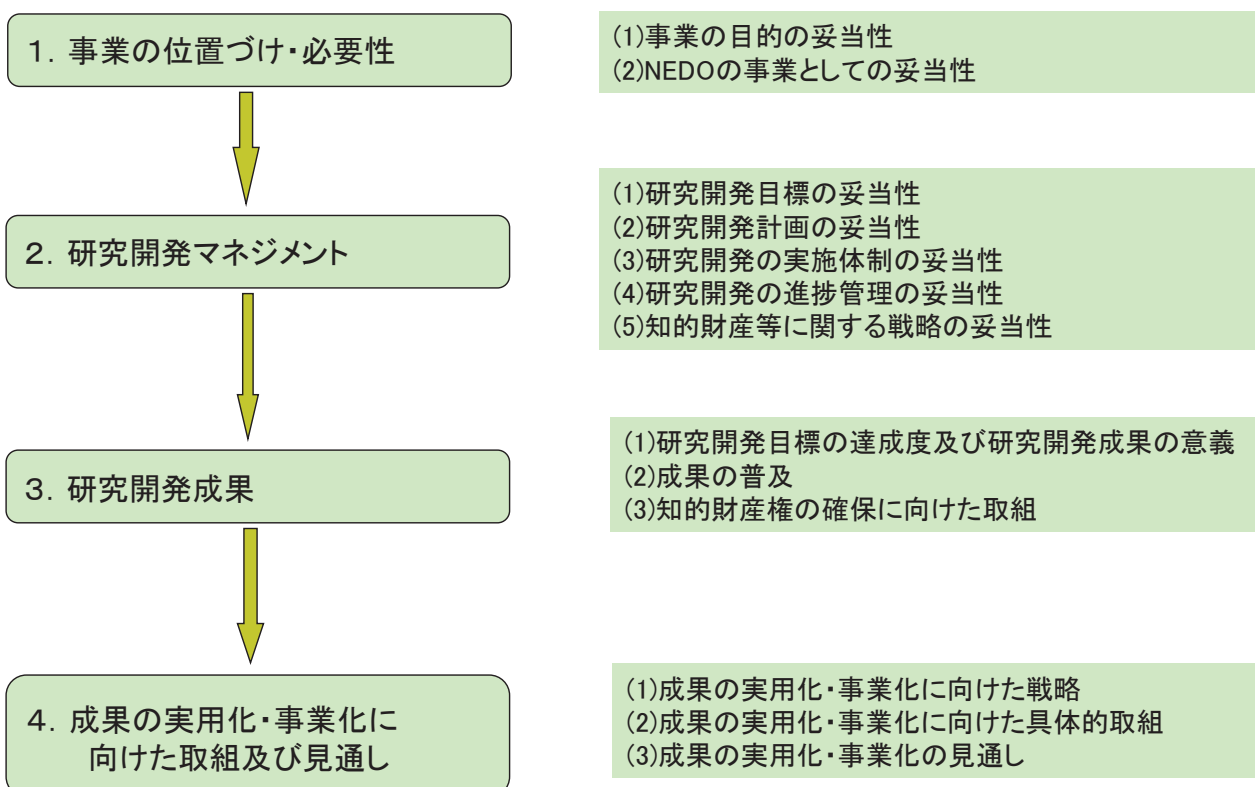 １．事業の位置づけ・必要性
(1)事業の目的の妥当性
(2)NEDOの事業としての妥当性
２．研究開発マネジメント
(1)研究開発目標の妥当性
(2)研究開発計画の妥当性
(3)研究開発の実施体制の妥当性
(4)研究開発の進捗管理の妥当性
(5)知的財産等に関する戦略の妥当性
３．研究開発成果
(1)研究開発目標の達成度及び研究開発成果の意義
(2)成果の普及
(3)知的財産権の確保に向けた取組
４．成果の実用化・事業化に
向けた取組及び見通し
(1)成果の実用化・事業化に向けた戦略
(2)成果の実用化・事業化に向けた具体的取組
(3)成果の実用化・事業化の見通し